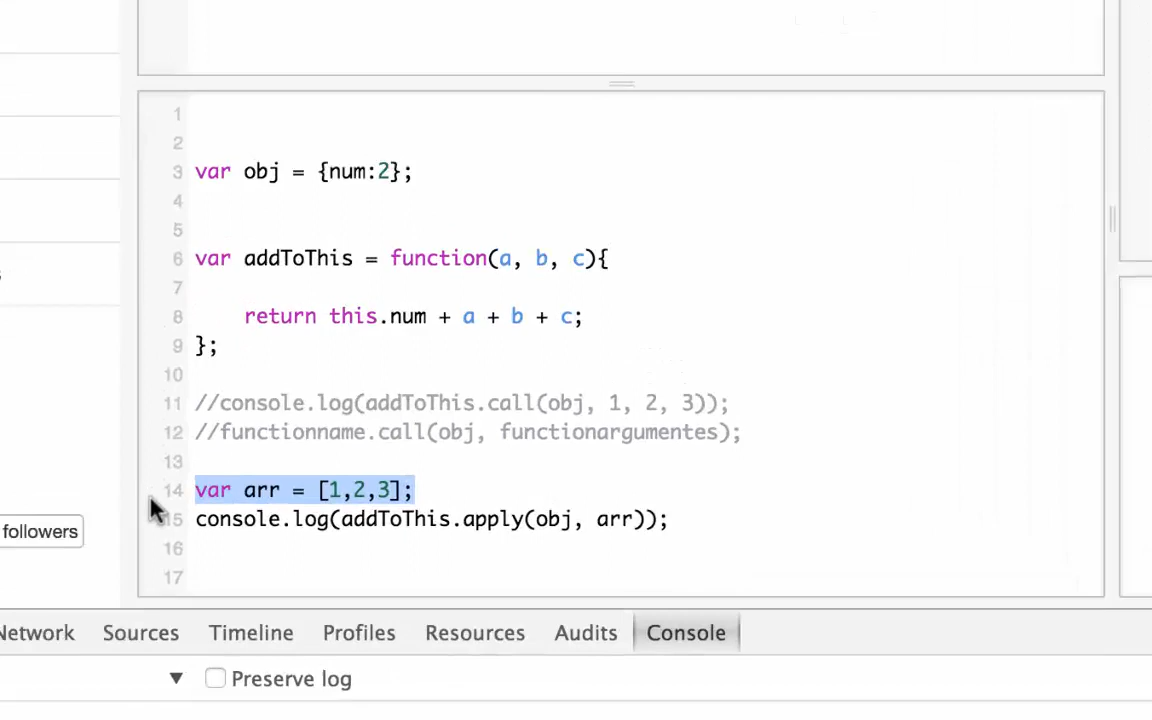 1
2
3 var obj = {num:2};
4
5
6 var addToThis = function(a, b, c){
7
8 return this.num + a + b + c;
9 };
10
11 //console.log(addToThis.call(obj, 1, 2, 3));
12 //functionname.call(obj, functionargumentes);
13
14 var arr = [1,2,3];
15 console.log(addToThis.apply(obj, arr));
16
17
followers
Network Sources Timeline Profiles Resources Audits Console
Preserve log